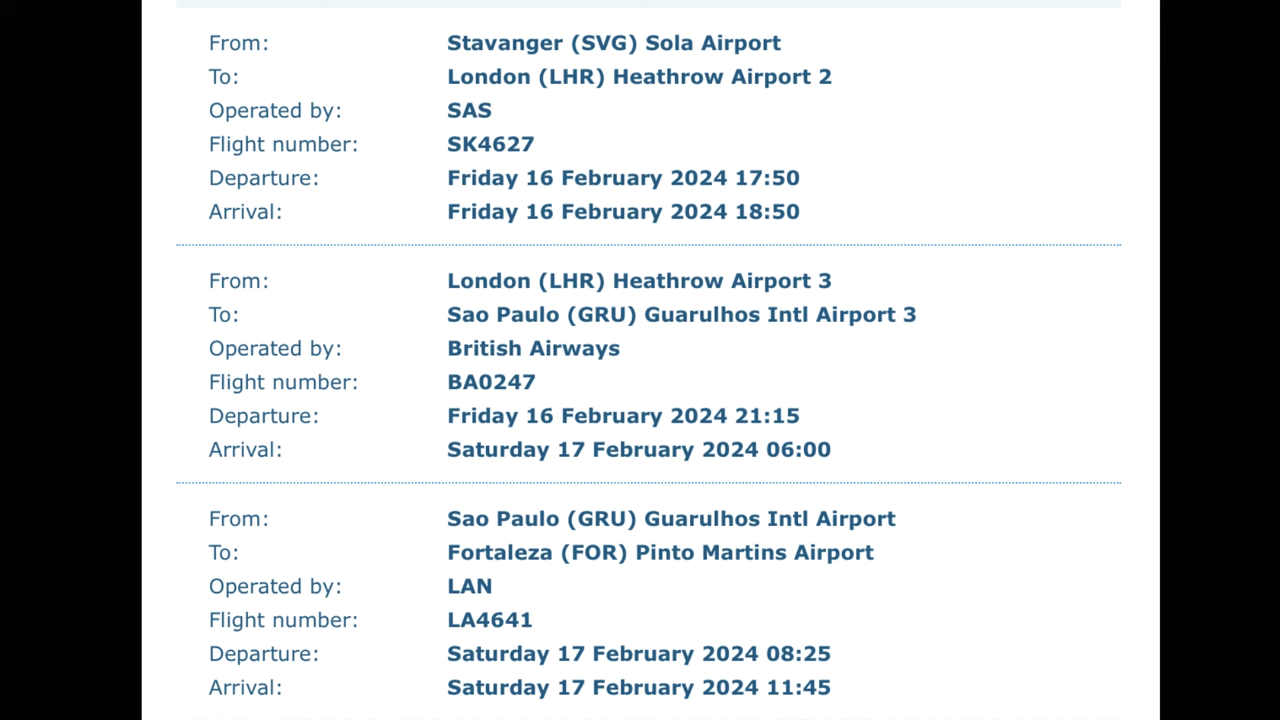 From: Stavanger (SVG) Sola Airport
To: London (LHR) Heathrow Airport 2
Operated by: SAS
Flight number: SK4627
Departure: Friday 16 February 2024 17:50
Arrival: Friday 16 February 2024 18:50
From: London (LHR) Heathrow Airport 3
To: Sao Paulo (GRU) Guarulhos Intl Airport 3
Operated by: British Airways
Flight number: BA0247
Departure: Friday 16 February 2024 21:15
Arrival: Saturday 17 February 2024 06:00
From: Sao Paulo (GRU) Guarulhos Intl Airport
To: Fortaleza (FOR) Pinto Martins Airport
Operated by: LAN
Flight number: LA4641
Departure: Saturday 17 February 2024 08:25
Arrival: Saturday 17 February 2024 11:45